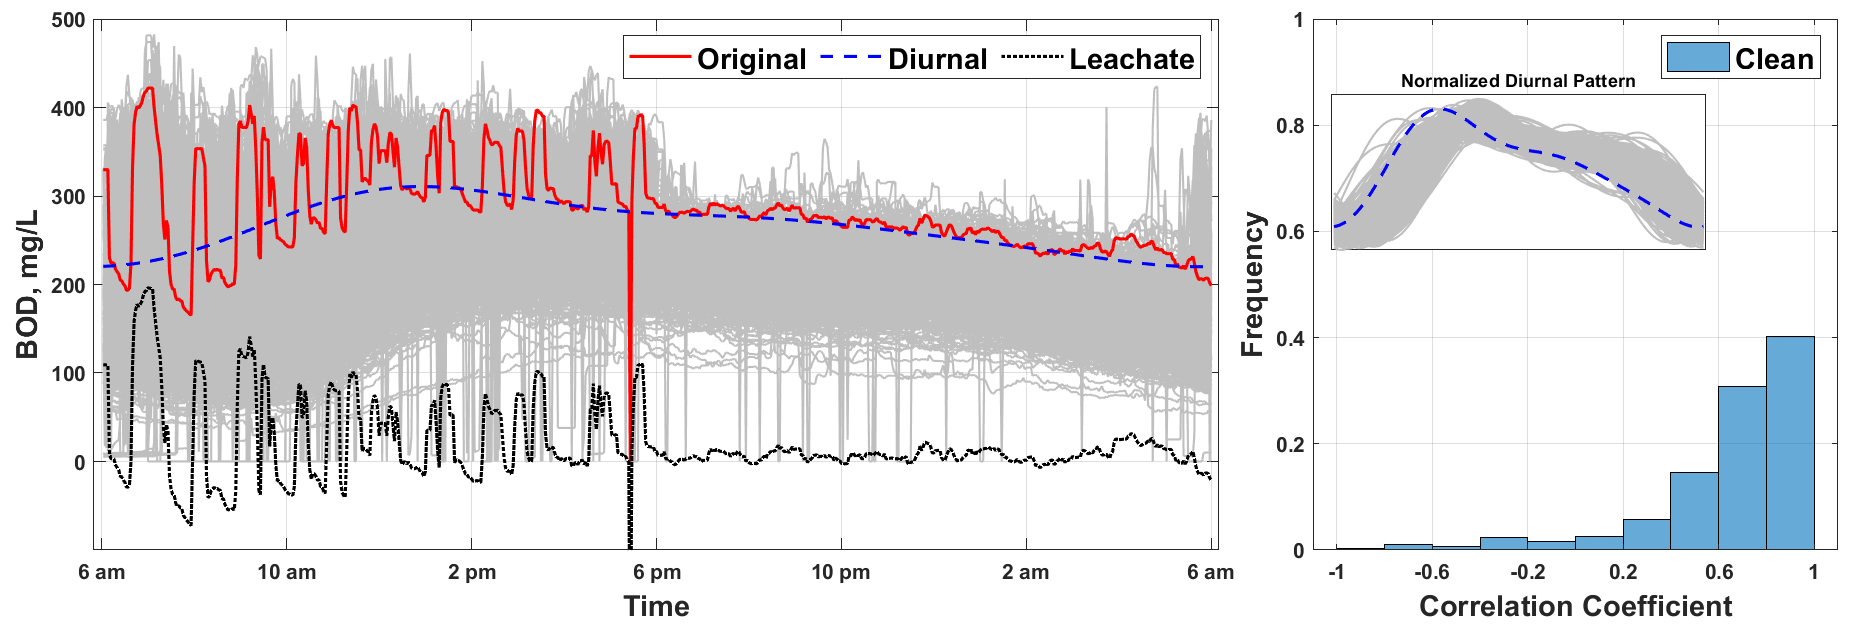 500
400
300
200
100
0
BOD, mg/L
Original Diurnal Leachate
6 am 10 am 2 pm 6 pm 10 pm 2 am 6 am
Time
1
0.8
0.6
0.4
0.2
0
Frequency
Clean
Normalized Diurnal Pattern
-1 -0.6 -0.2 0.2 0.6 1
Correlation Coefficient